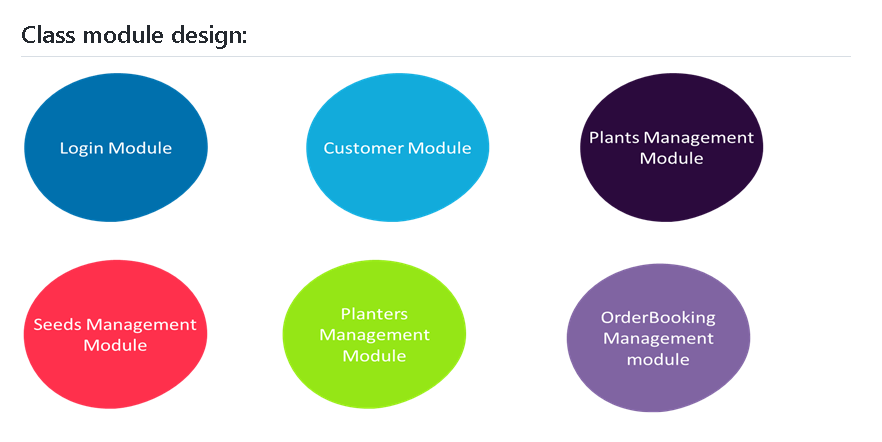 Class module design:
Login Module
Customer Module
Plants Management
Module
Seeds Management
Module
Planters
Management
Module
OrderBooking
Management
module